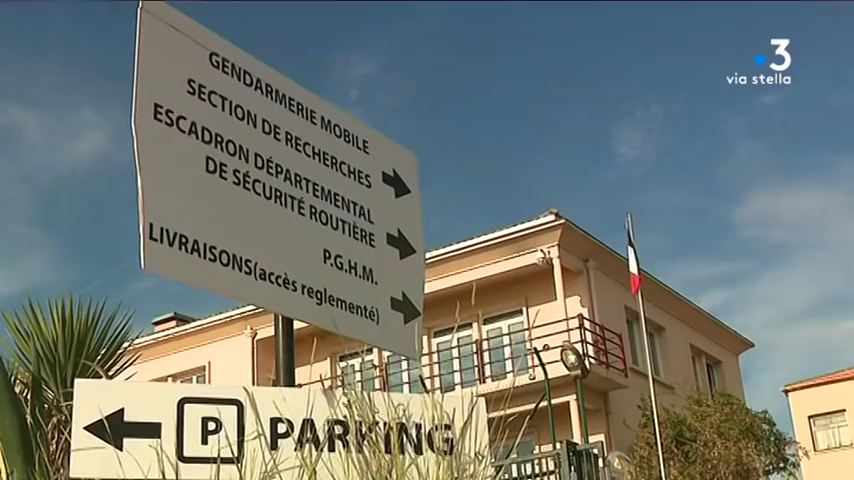 3
via stella
GENDARMERIE MOBILE
SECTION DE RECHERCHES
ESCADRON DÉPARTEMENTAL
DE SÉCURITÉ ROUTIÈRE
P.G.H.M.
LIVRAISONS(accès reglementé)
P PARKING